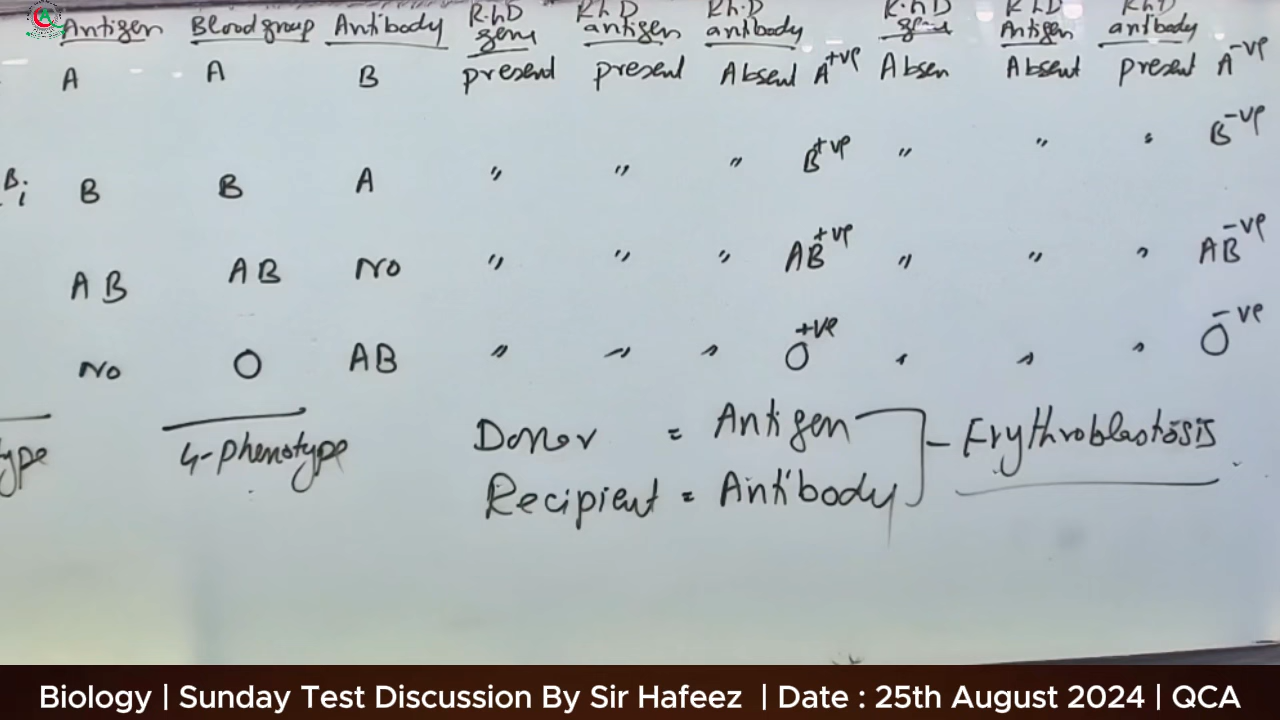 Antigen Blood group Antibody Rh D gene Rh D antigen Rh.D antibody Rh D gene Rh D Antigen Rh D antibody
A A B present present Absent A+ve Absen Absent present A-ve
B i B B A " " " B+ve " " " B-ve
AB AB No " " " AB+ve " " " AB-ve
No O AB " " " O+ve " " " O-ve
type 4-Phenotype
Donor = Antigen
Recipient = Antibody
- Erythroblastosis
Biology | Sunday Test Discussion By Sir Hafeez | Date : 25th August 2024 | QCA